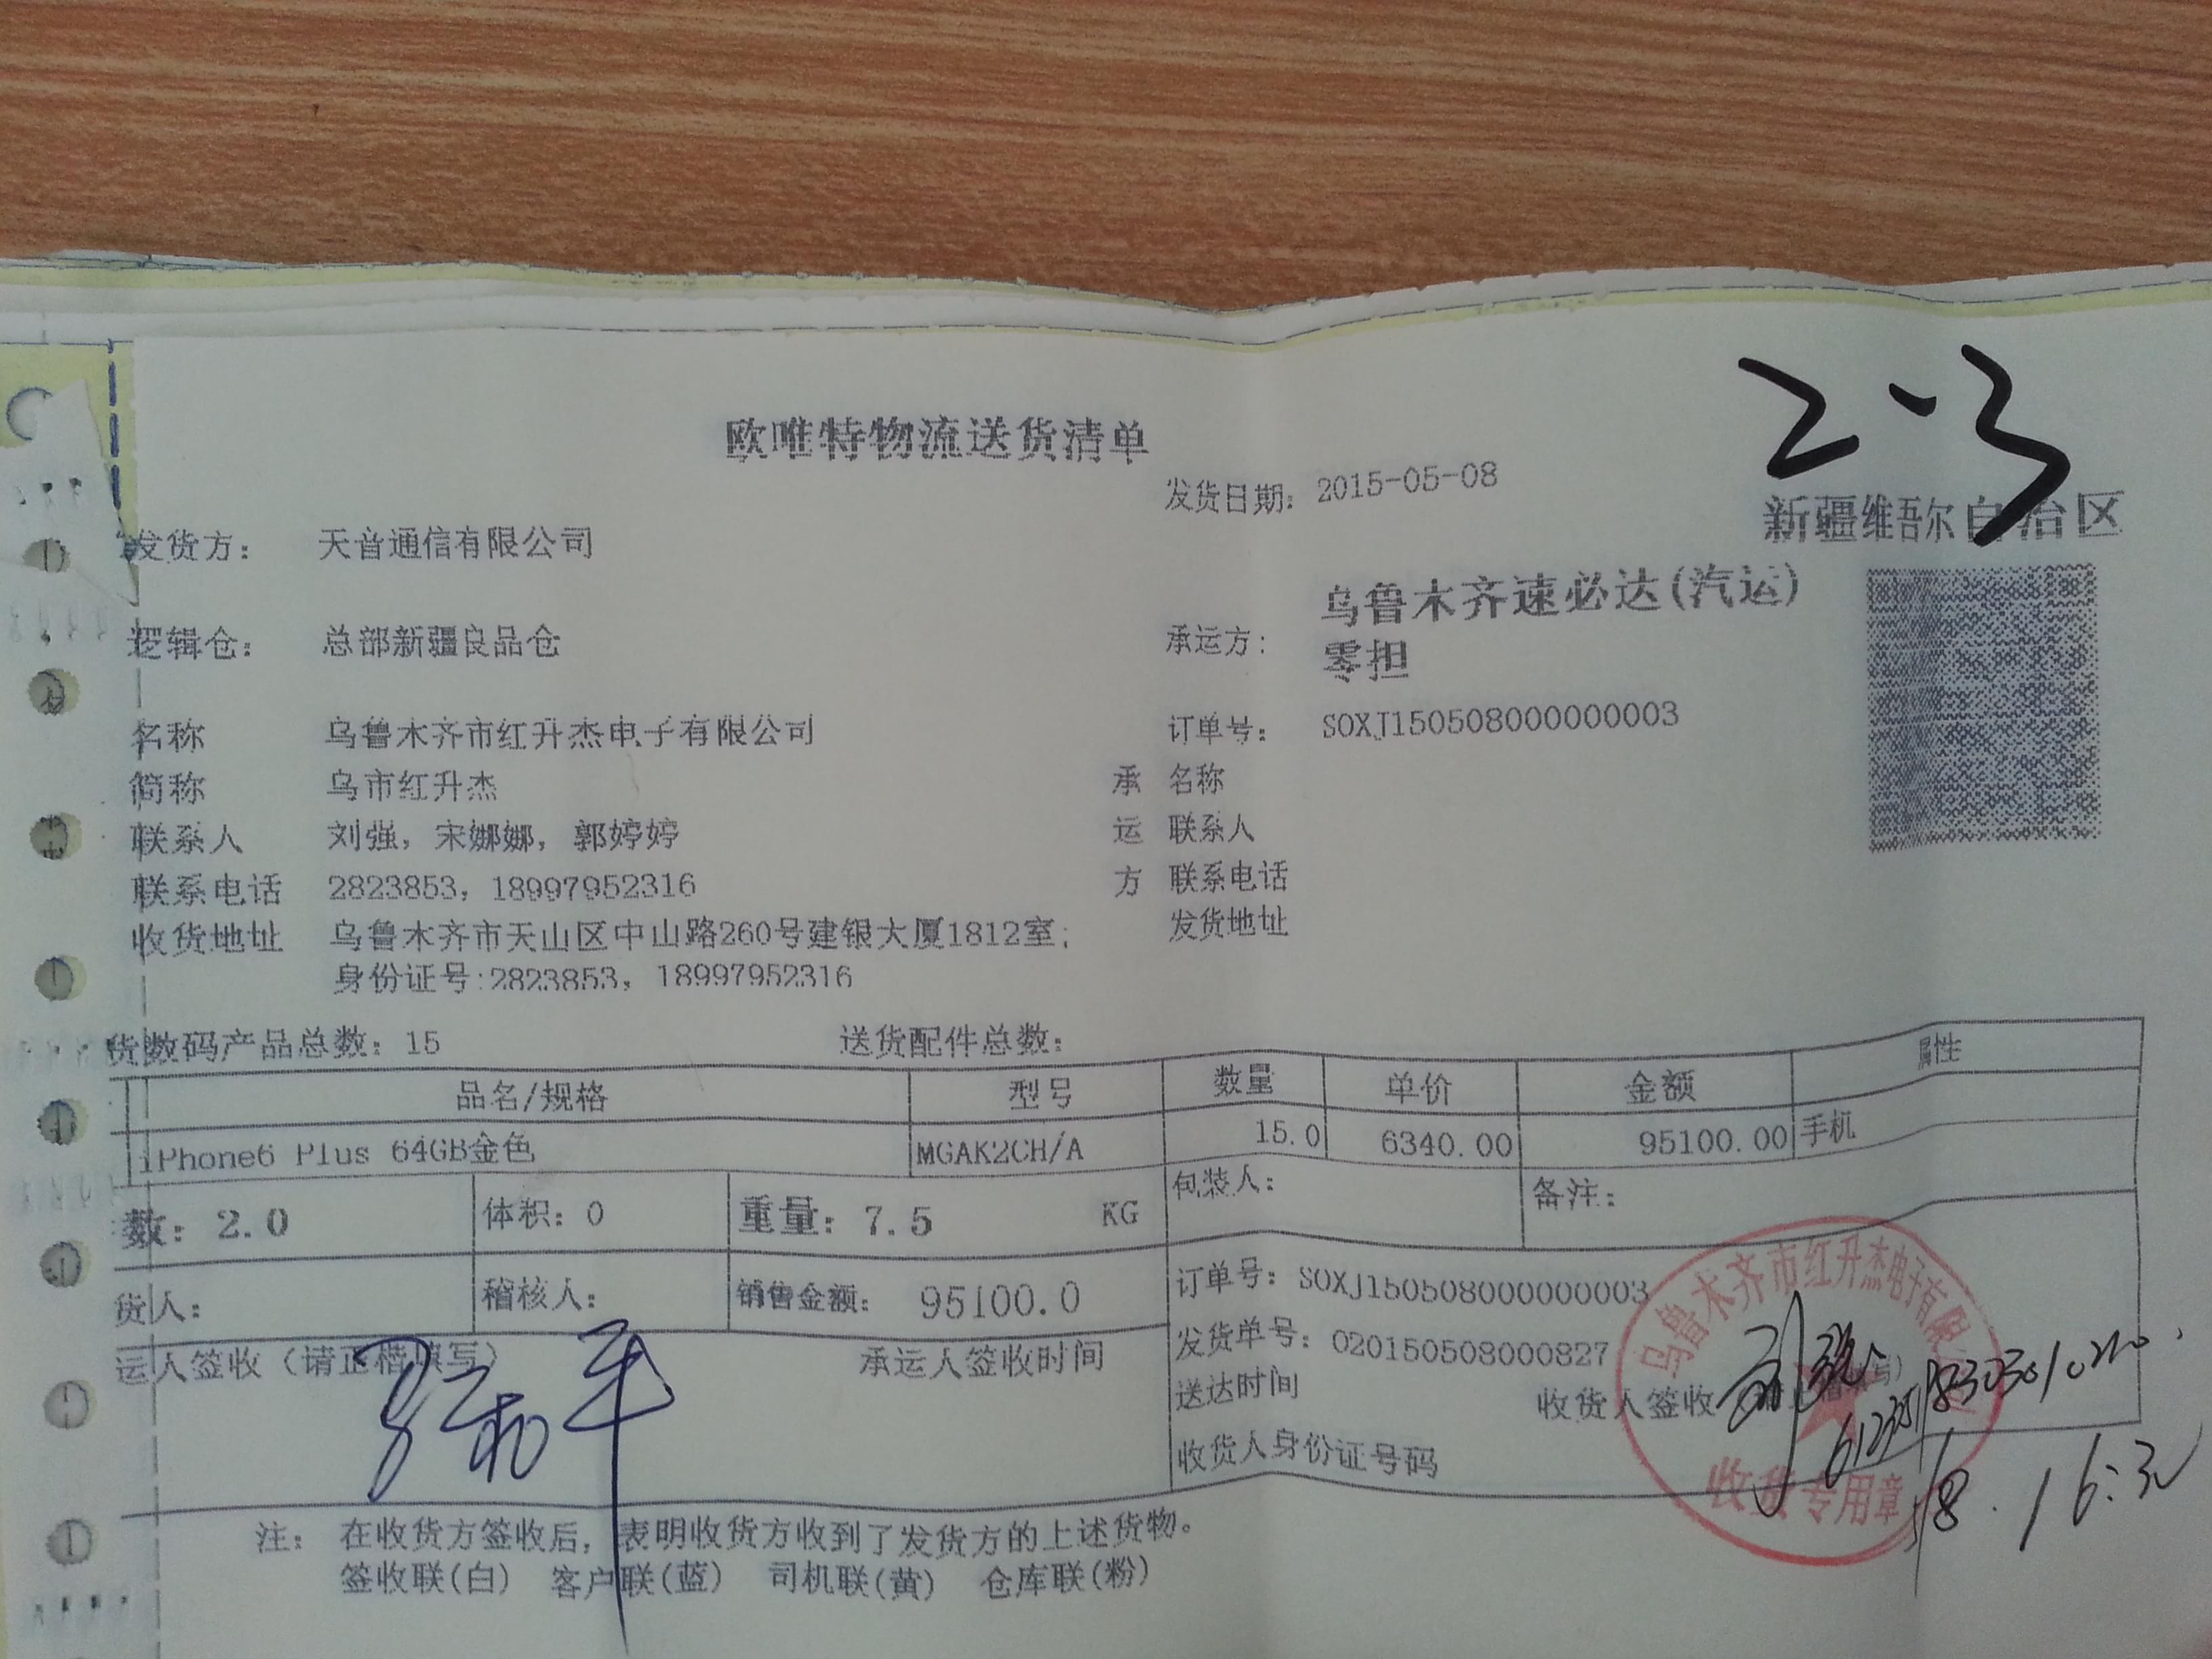 2-3
欧唯特物流送货清单
发货日期: 2015-05-08
新疆维吾尔自治区
发货方: 天音通信有限公司
逻辑仓: 总部新疆良品仓
承运方: 乌鲁木齐速必达(汽运)
零担
名称 乌鲁木齐市红升杰电子有限公司
订单号: SOXJ150508000000003
简称 乌市红升杰
承 名称
联系人 刘强, 宋娜娜, 郭婷婷
运 联系人
联系电话 2823853, 18997952316
方 联系电话
收货地址 乌鲁木齐市天山区中山路260号建银大厦1812室;
发货地址
身份证号:2823853, 18997952316
货数码产品总数: 15 送货配件总数:
品名/规格 型号 数量 单价 金额 属性
iPhone6 Plus 64GB金色 MGAK2CH/A 15.0 6340.00 95100.00 手机
数: 2.0 体积: 0 重量: 7.5 KG 包装人: 备注:
货人: 稽核人: 销售金额: 95100.0
订单号: SOXJ150508000000003
发货单号: 020150508000827
运人签收(请正楷填写) 承运人签收时间
送达时间 收货人签收
收货人身份证号码
乌鲁木齐市红升杰电子有限
收货专用章
注: 在收货方签收后, 表明收货方收到了发货方的上述货物。
签收联(白) 客户联(蓝) 司机联(黄) 仓库联(粉)